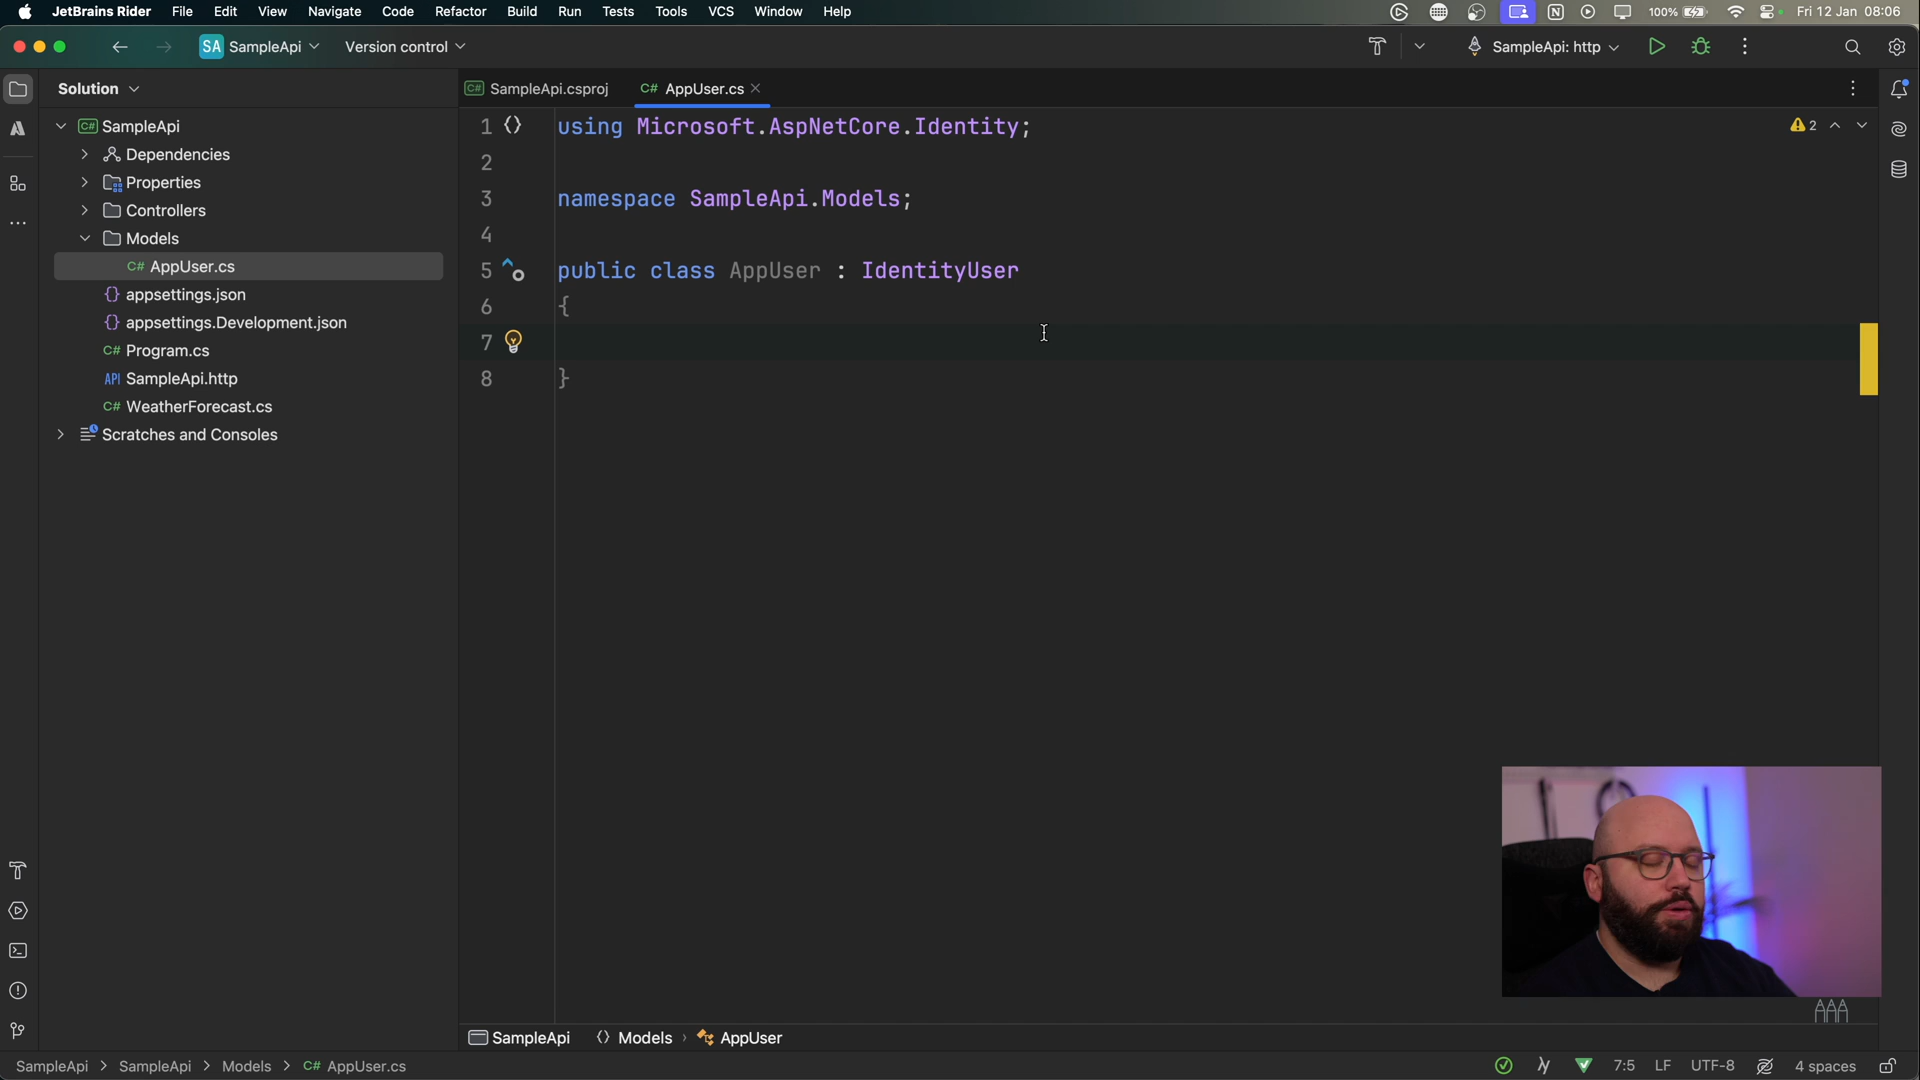 JetBrains Rider File Edit View Navigate Code Refactor Build Run Tests Tools VCS Window Help 100% Fri 12 Jan 08:06
SA SampleApi Version control SampleApi: http
Solution
C# SampleApi.csproj C# AppUser.cs
C# SampleApi
Dependencies
Properties
Controllers
Models
C# AppUser.cs
{} appsettings.json
{} appsettings.Development.json
C# Program.cs
API SampleApi.http
C# WeatherForecast.cs
Scratches and Consoles
1 using Microsoft.AspNetCore.Identity;
2
3 namespace SampleApi.Models;
4
5 public class AppUser : IdentityUser
6 {
7
8 }
2
SampleApi Models › AppUser
SampleApi > SampleApi > Models > C# AppUser.cs 7:5 LF UTF-8 4 spaces